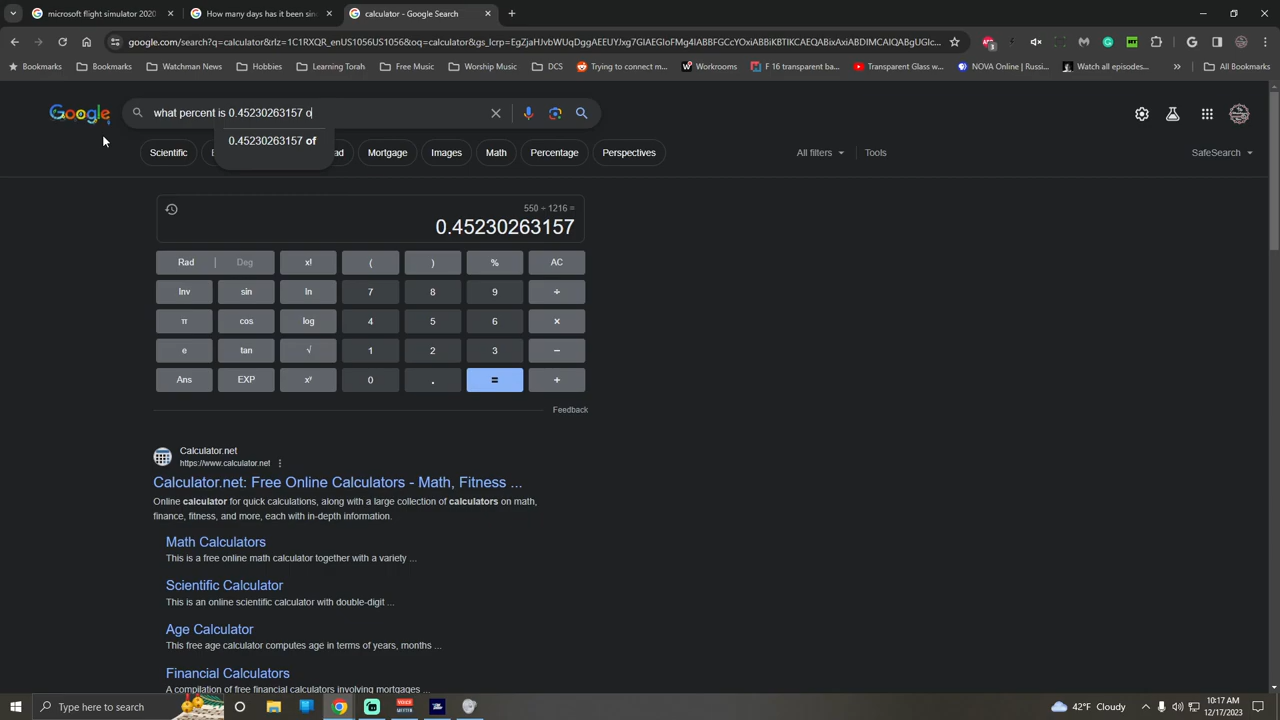 microsoft flight simulator 2020
How many days has it been sin
calculator - Google Search
google.com/search?q=calculator&rlz=1C1RXQR_enUS1056US1056&oq=calculator&gs_lcrp=
Bookmarks
Bookmarks
Watchman News
Hobbies
Learning Torah
Free Music
Worship Music
DCS
Trying to connect m...
Workowss
F 16 transparent ba...
Transparent Glass w...
NOVA Online | Russi...
Watch all episodes...
»
All Bookmarks
Google
what percent is 0.45230263157 o
0.45230263157 of
Scientific
Mortgage
Images
Math
Percentage
Perspectives
All filters
Tools
SafeSearch
550 ÷ 1216 =
0.45230263157
Rad | Deg x! ( ) % AC
Inv sin ln 7 8 9 ÷
π cos log 4 5 6 ×
e tan √ 1 2 3 −
Ans EXP xʸ 0 . = +
Feedback
Calculator.net
https://www.calculator.net
Calculator.net: Free Online Calculators - Math, Fitness ...
Online calculator for quick calculations, along with a large collection of calculators on math,
finance, fitness, and more, each with in-depth information.
Math Calculators
This is a free online math calculator together with a variety ...
Scientific Calculator
This is an online scientific calculator with double-digit ...
Age Calculator
This free age calculator computes age in terms of years, months ...
Financial Calculators
A compilation of free financial calculators involving mortgages ...
Type here to search
42°F Cloudy
10:17 AM
12/17/2023